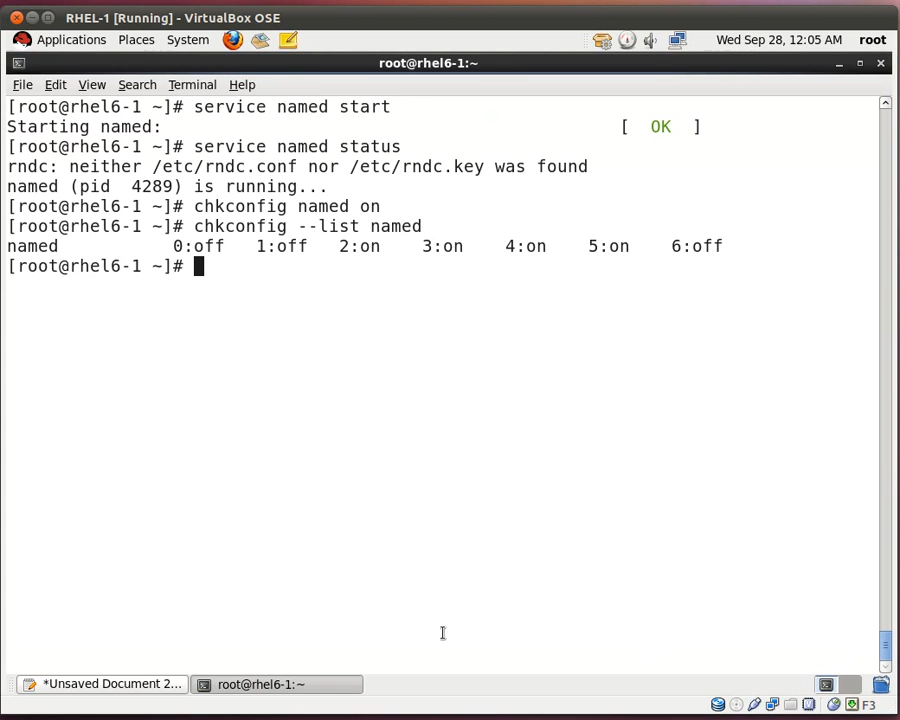 RHEL-1 [Running] - VirtualBox OSE
Applications Places System Wed Sep 28, 12:05 AM root
root@rhel6-1:~
File Edit View Search Terminal Help
[root@rhel6-1 ~]# service named start
Starting named: [ OK ]
[root@rhel6-1 ~]# service named status
rndc: neither /etc/rndc.conf nor /etc/rndc.key was found
named (pid 4289) is running...
[root@rhel6-1 ~]# chkconfig named on
[root@rhel6-1 ~]# chkconfig --list named
named 0:off 1:off 2:on 3:on 4:on 5:on 6:off
[root@rhel6-1 ~]#
*Unsaved Document 2... root@rhel6-1:~
F3